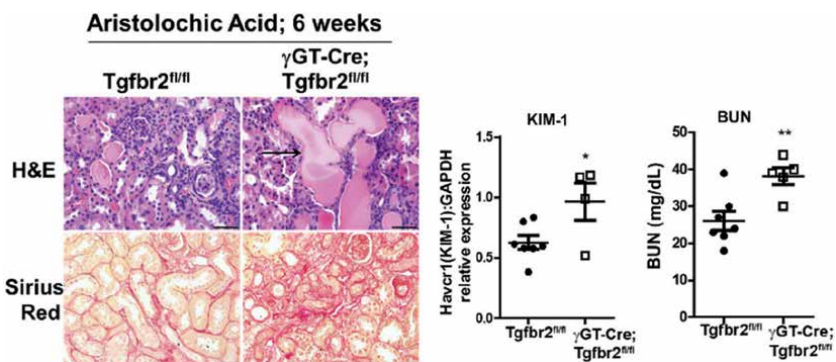 Aristolochic Acid; 6 weeks
Tgfbr2fl/fl
γGT-Cre;
Tgfbr2fl/fl
H&E
Sirius
Red
KIM-1
Havcr1(KIM-1):GAPDH
relative expression
1.5
1.0
0.5
0.0
*
Tgfbr2fl/fl
γGT-Cre;
Tgfbr2fl/fl
BUN
BUN (mg/dL)
50
40
30
20
10
0
**
Tgfbr2fl/fl
γGT-Cre;
Tgfbr2fl/fl